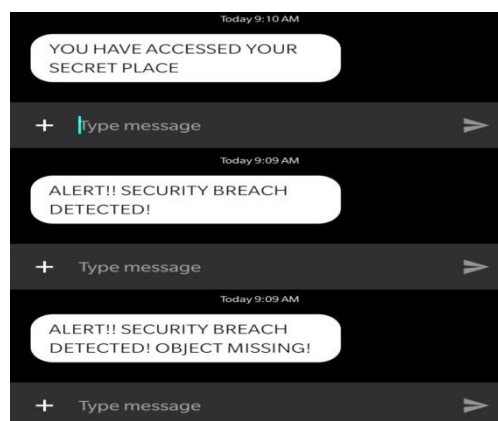 Today 9:10 AM
YOU HAVE ACCESSED YOUR
SECRET PLACE
Type message
Today 9:09 AM
ALERT!! SECURITY BREACH
DETECTED!
Type message
Today 9:09 AM
ALERT!! SECURITY BREACH
DETECTED! OBJECT MISSING!
Type message